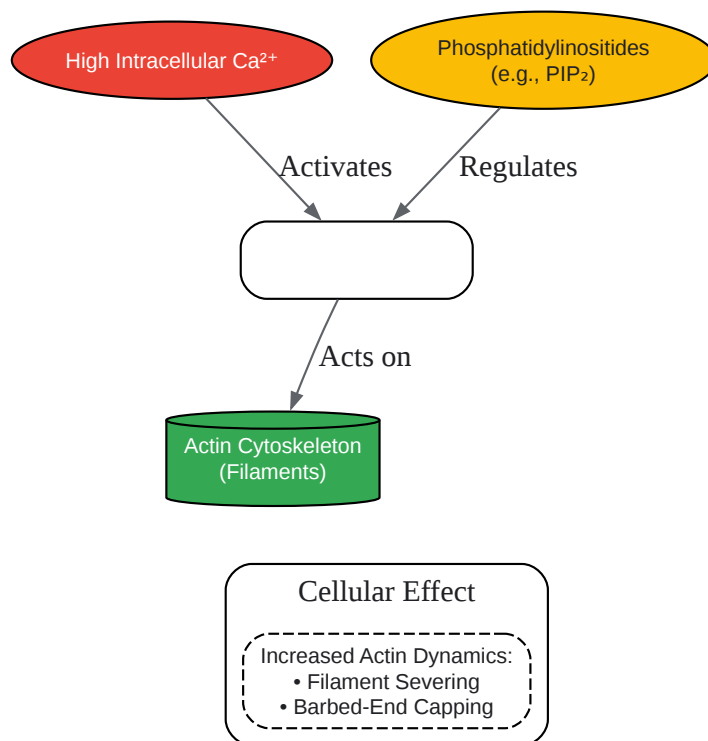 High Intracellular Ca²⁺
Phosphatidylinositides
(e.g., PIP₂)
Activates
Regulates
Acts on
Actin Cytoskeleton
(Filaments)
Cellular Effect
Increased Actin Dynamics:
• Filament Severing
• Barbed-End Capping